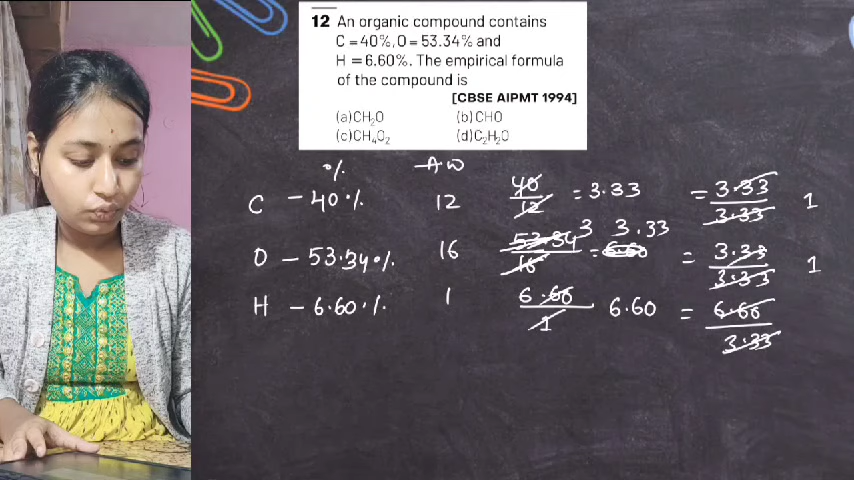 12 An organic compound contains
C = 40%, O = 53.34% and
H = 6.60%. The empirical formula
of the compound is
[CBSE AIPMT 1994]
(a) CH₂O (b) CHO
(c) CH₄O₂ (d) C₂H₂O
% A W
C - 40% 12 40/12 = 3.33 = 3.33/3.33 1
O - 53.34% 16 53.34/16 = 3.33 = 3.33/3.33 1
H - 6.60% 1 6.60/1 6.60 = 6.60/3.33